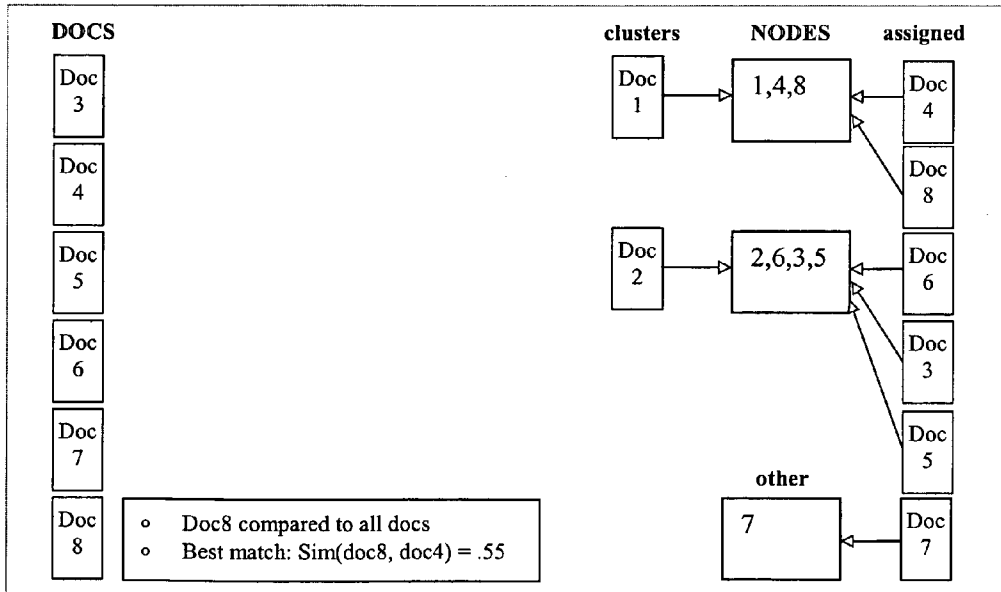 DOCS
Doc
3
Doc
4
Doc
5
Doc
6
Doc
7
Doc
8
o Doc8 compared to all docs
o Best match: Sim(doc8, doc4) = .55
clusters
Doc
1
Doc
2
NODES
1,4,8
2,6,3,5
other
7
assigned
Doc
4
Doc
8
Doc
6
Doc
3
Doc
5
Doc
7